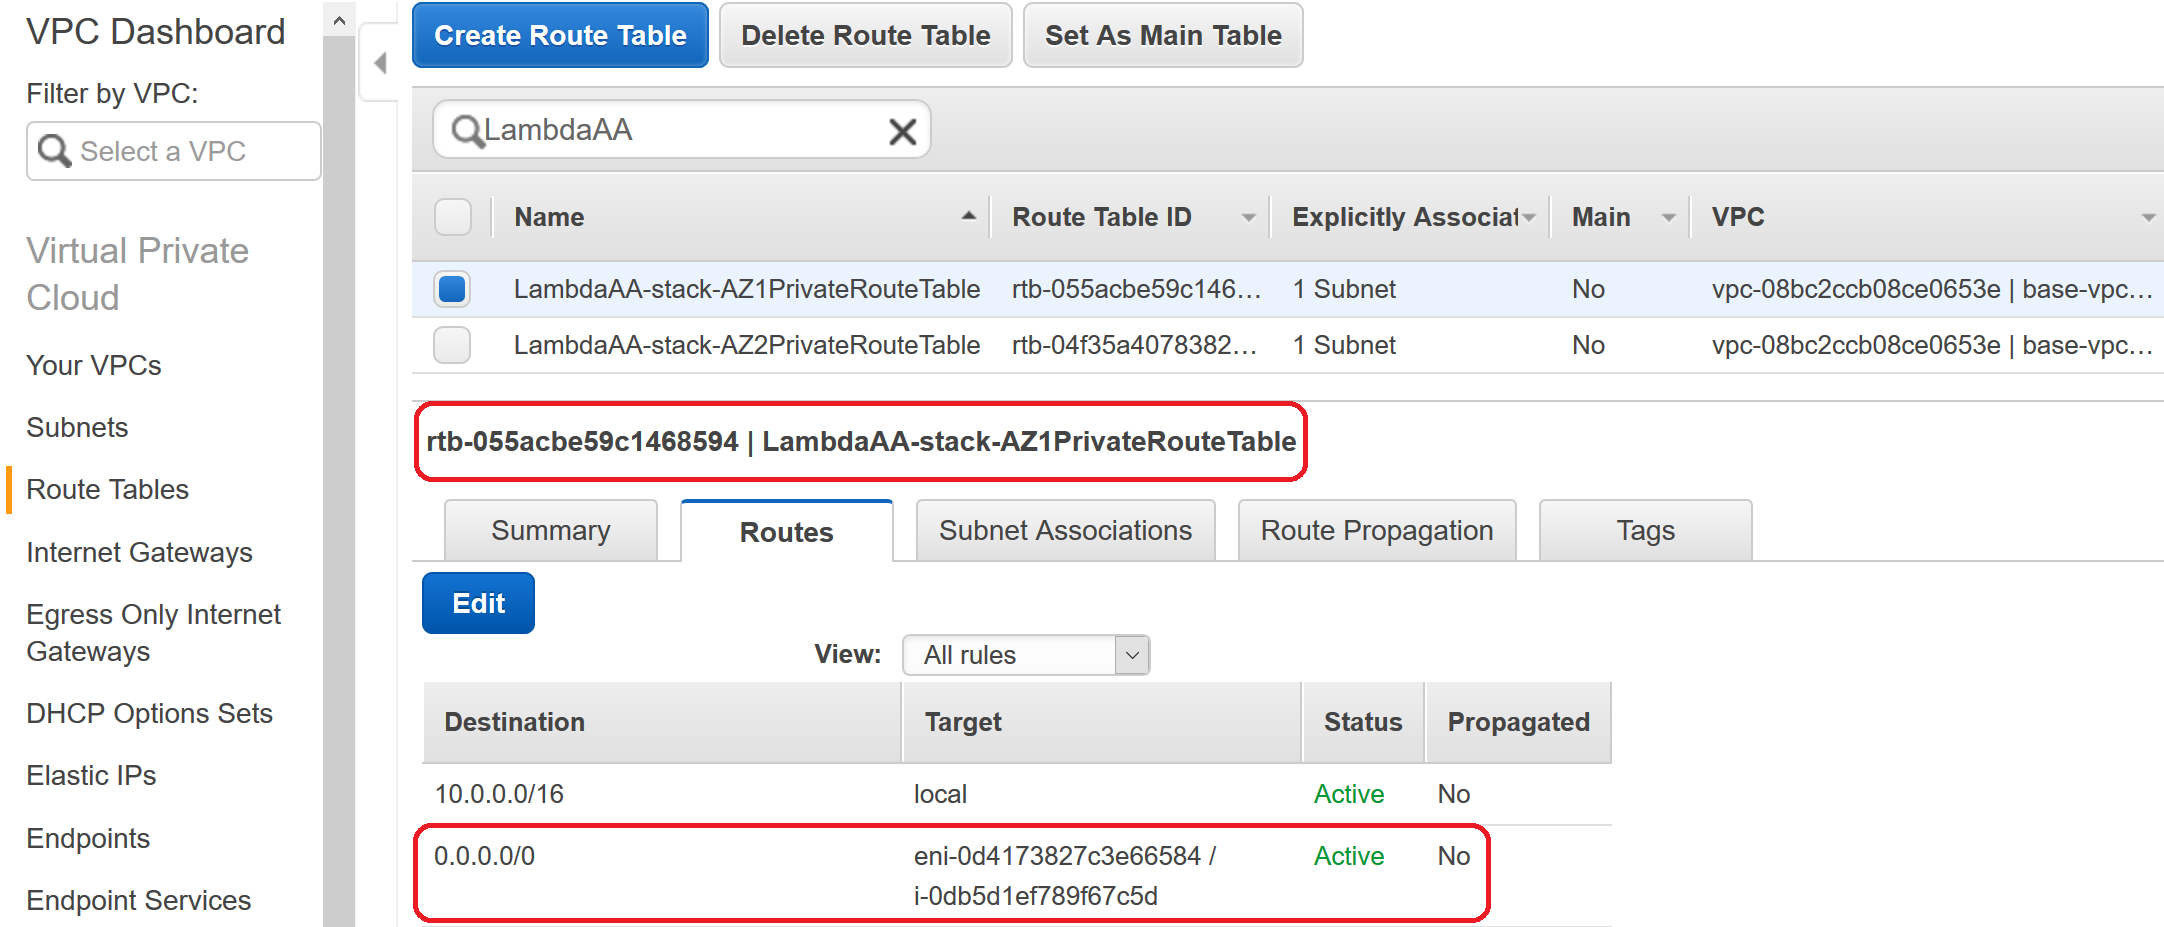 VPC Dashboard
Filter by VPC:
Select a VPC
Virtual Private
Cloud
Your VPCs
Subnets
Route Tables
Internet Gateways
Egress Only Internet
Gateways
DHCP Options Sets
Elastic IPs
Endpoints
Endpoint Services
Create Route Table Delete Route Table Set As Main Table
LambdaAA
Name Route Table ID Explicitly Associat Main VPC
LambdaAA-stack-AZ1PrivateRouteTable rtb-055acbe59c146… 1 Subnet No vpc-08bc2ccb08ce0653e | base-vpc…
LambdaAA-stack-AZ2PrivateRouteTable rtb-04f35a4078382… 1 Subnet No vpc-08bc2ccb08ce0653e | base-vpc…
rtb-055acbe59c1468594 | LambdaAA-stack-AZ1PrivateRouteTable
Summary Routes Subnet Associations Route Propagation Tags
Edit
View: All rules
Destination Target Status Propagated
10.0.0.0/16 local Active No
0.0.0.0/0 eni-0d4173827c3e66584 / Active No
i-0db5d1ef789f67c5d